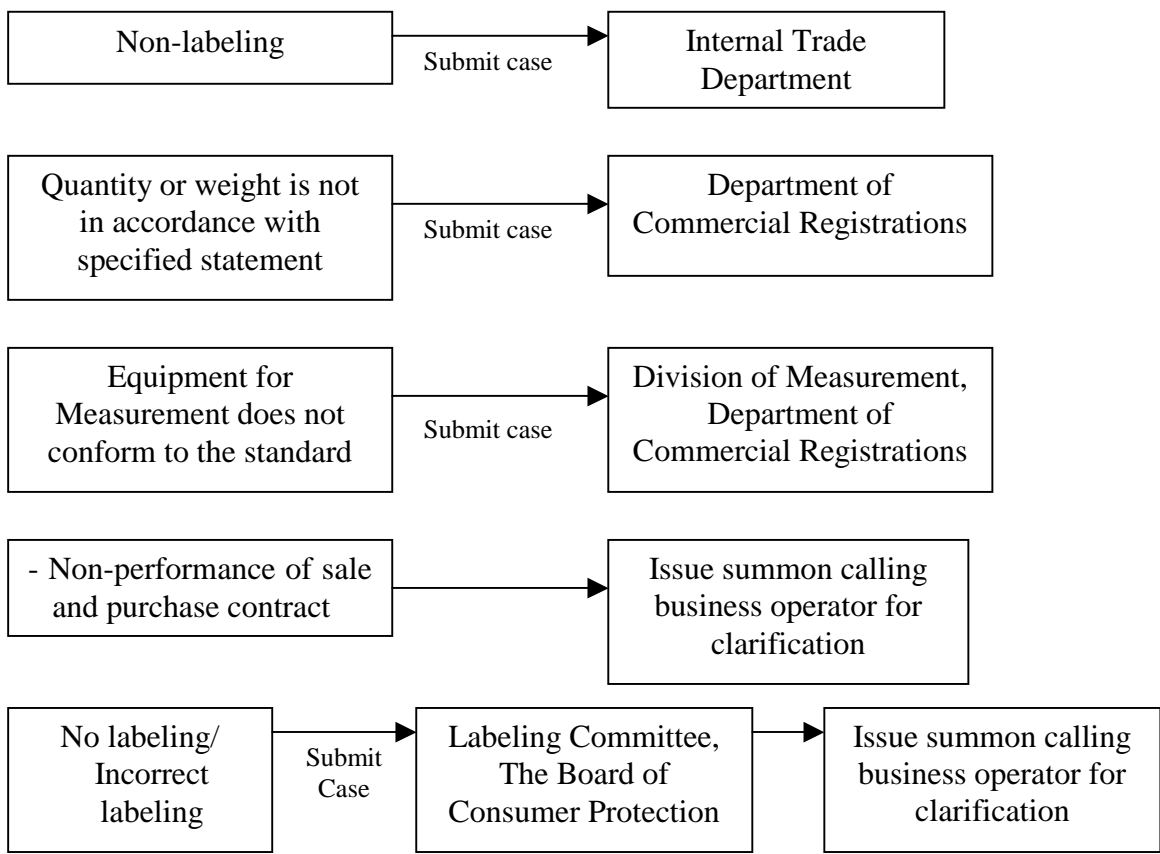 Non-labeling
Submit case
Internal Trade
Department
Quantity or weight is not
in accordance with
specified statement
Submit case
Department of
Commercial Registrations
Equipment for
Measurement does not
conform to the standard
Submit case
Division of Measurement,
Department of
Commercial Registrations
- Non-performance of sale
and purchase contract
Issue summon calling
business operator for
clarification
No labeling/
Incorrect
labeling
Submit
Case
Labeling Committee,
The Board of
Consumer Protection
Issue summon calling
business operator for
clarification